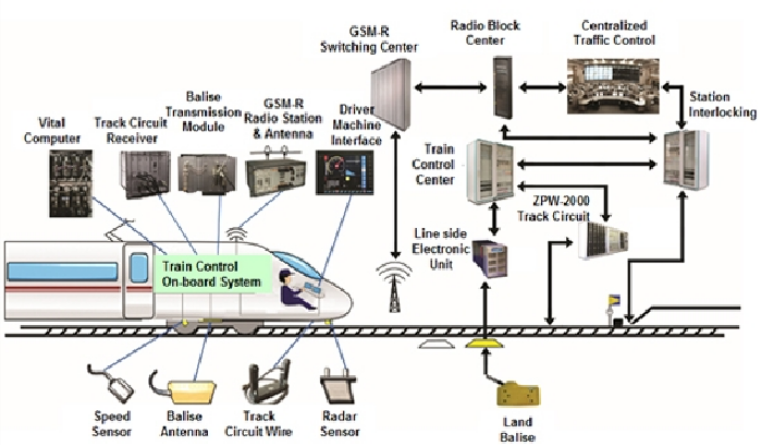 GSM-R
Switching Center
Radio Block
Center
Centralized
Traffic Control
Station
Interlocking
Vital
Computer
Track Circuit
Receiver
Balise
Transmission
Module
GSM-R
Radio Station
& Antenna
Driver
Machine
Interface
Train
Control
Center
ZPW-2000
Track Circuit
Line side
Electronic
Unit
Train Control
On-board System
Speed
Sensor
Balise
Antenna
Track
Circuit Wire
Radar
Sensor
Land
Balise